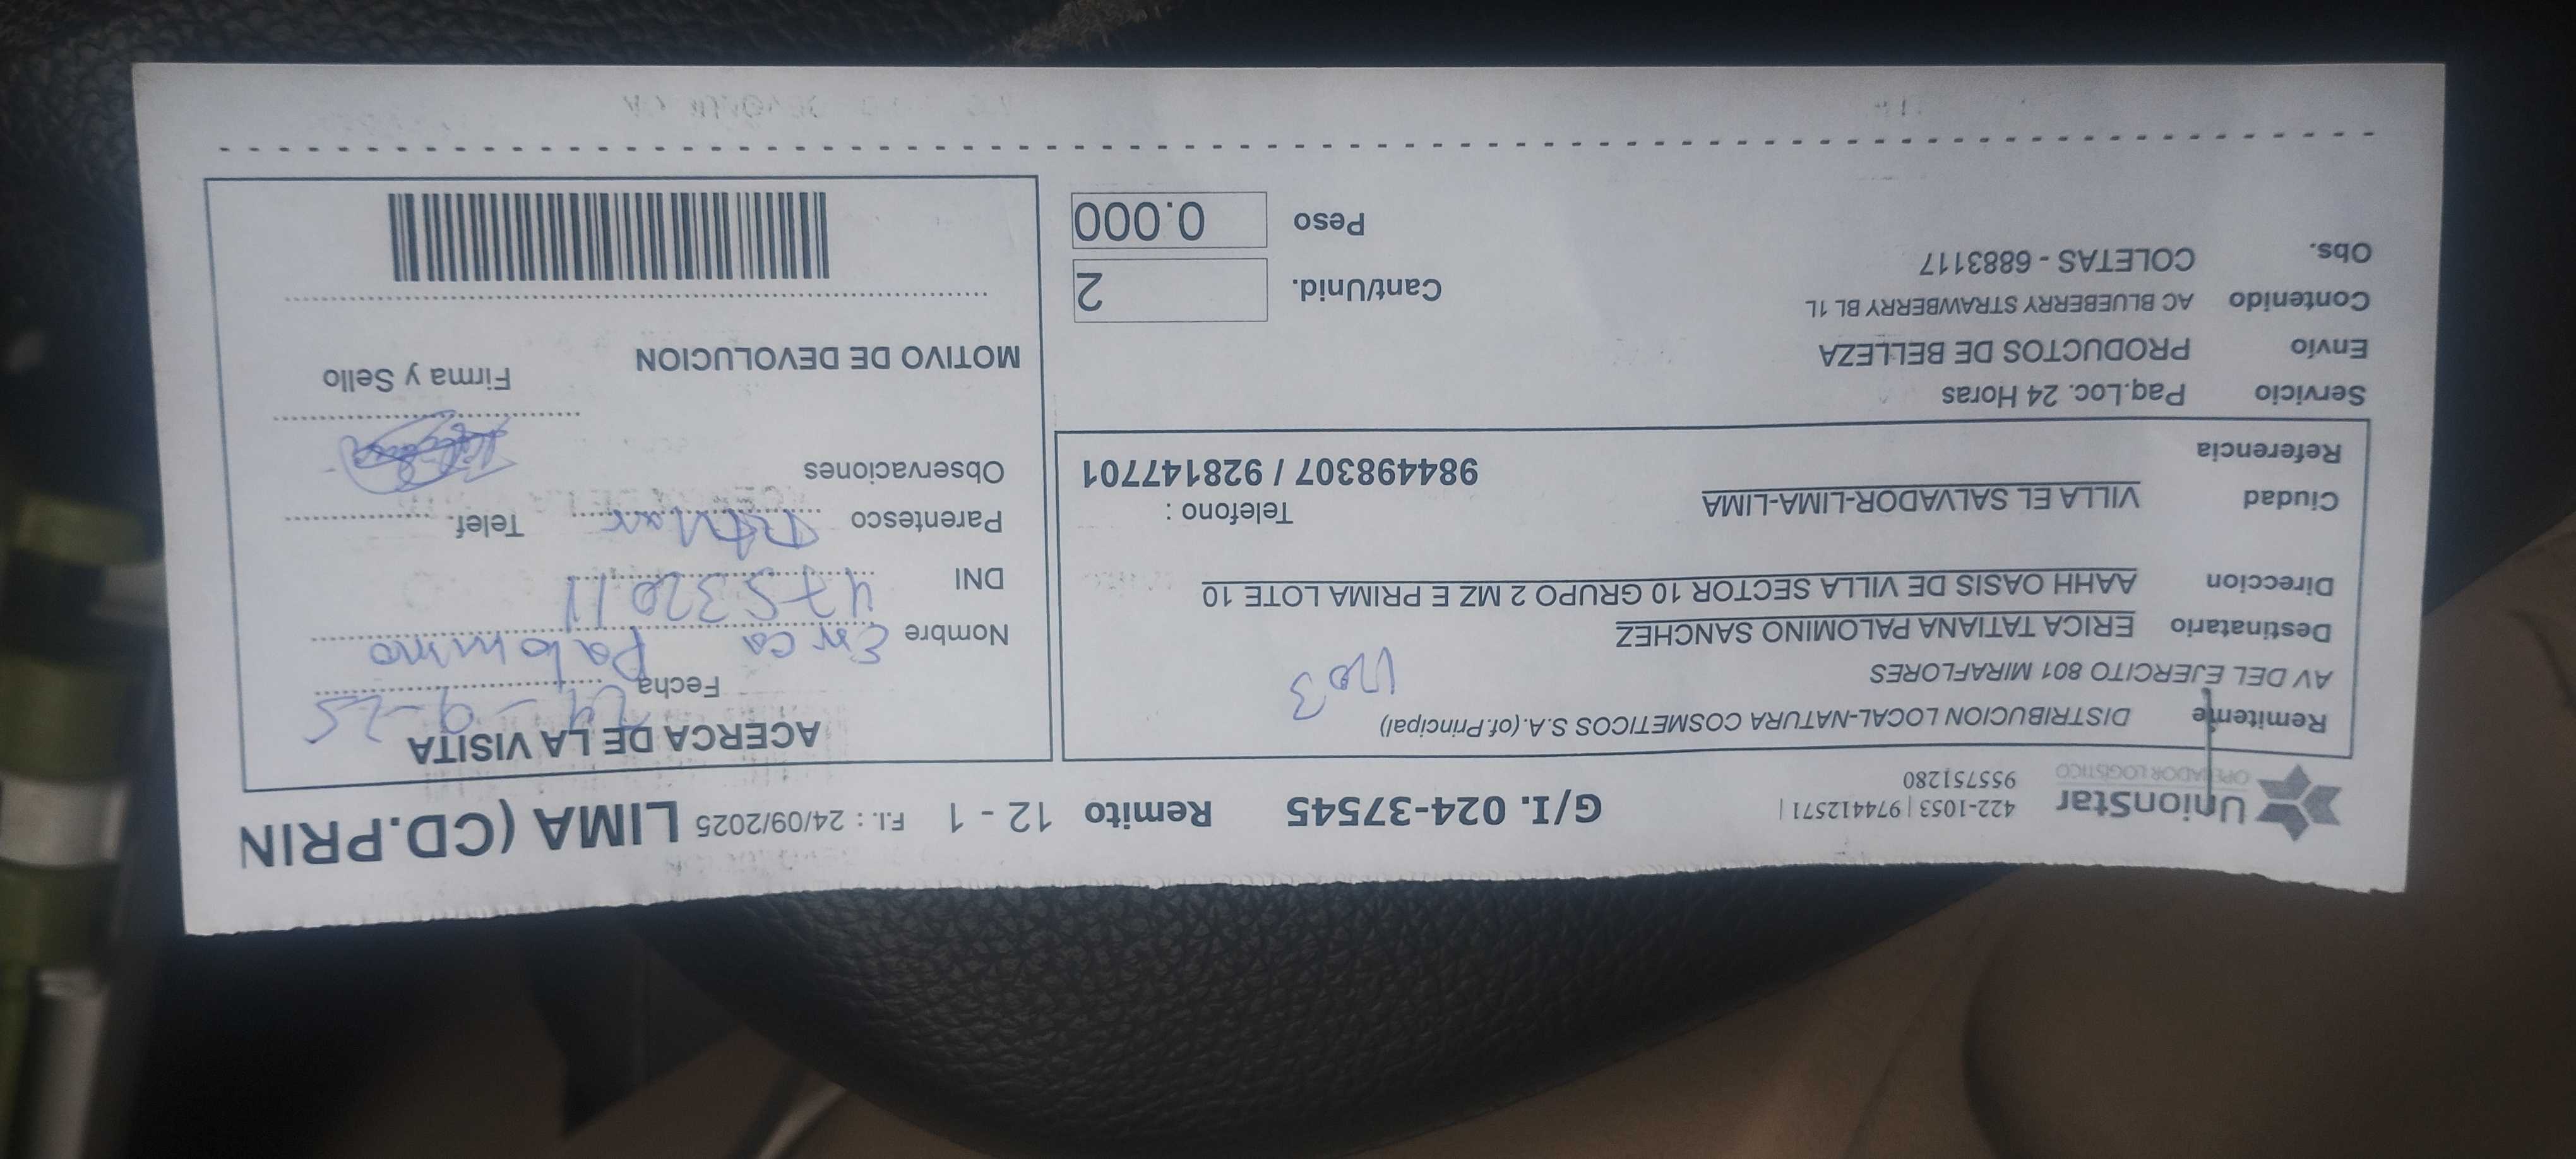 UnionStar
OPERADOR LOGÍSTICO
422-1053 | 974412571 |
955751280
G/I. 024-37545
Remito 12 - 1 F.I. : 24/09/2025 LIMA (CD.PRIN
Remitente DISTRIBUCION LOCAL-NATURA COSMETICOS S.A.(of.Principal)
AV DEL EJERCITO 801 MIRAFLORES
Destinatario ERICA TATIANA PALOMINO SANCHEZ
Direccion AAHH OASIS DE VILLA SECTOR 10 GRUPO 2 MZ E PRIMA LOTE 10
Ciudad VILLA EL SALVADOR-LIMA-LIMA
Telefono :
Referencia 984498307 / 928147701
Servicio Paq.Loc. 24 Horas
Envio PRODUCTOS DE BELLEZA
Contenido AC BLUEBERRY STRAWBERRY BL 1L
Obs. COLETAS - 6883117
Cant/Unid. 2
Peso 0.000
ACERCA DE LA VISITA
Fecha 24-9-25
Nombre Erica Palomino
DNI 47532011
Parentesco Titular Telef.
Observaciones
Firma y Sello
MOTIVO DE DEVOLUCION